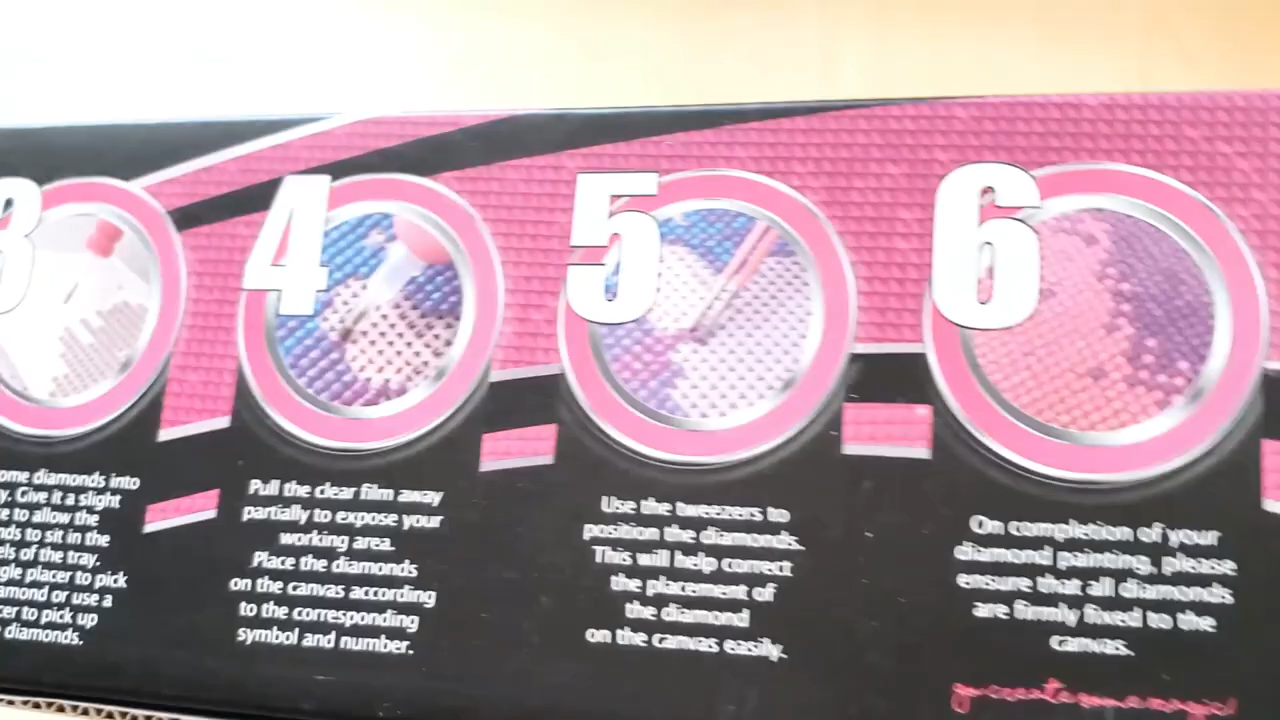 3
ome diamonds into
y. Give it a slight
e to allow the
nds to sit in the
els of the tray.
gle placer to pick
amond or use a
cer to pick up
diamonds.
4
Pull the clear film away
partially to expose your
working area.
Place the diamonds
on the canvas according
to the corresponding
symbol and number.
5
Use the tweezers to
position the diamonds.
This will help correct
the placement of
the diamond
on the canvas easily.
6
On completion of your
diamond painting, please
ensure that all diamonds
are firmly fixed to the
canvas.